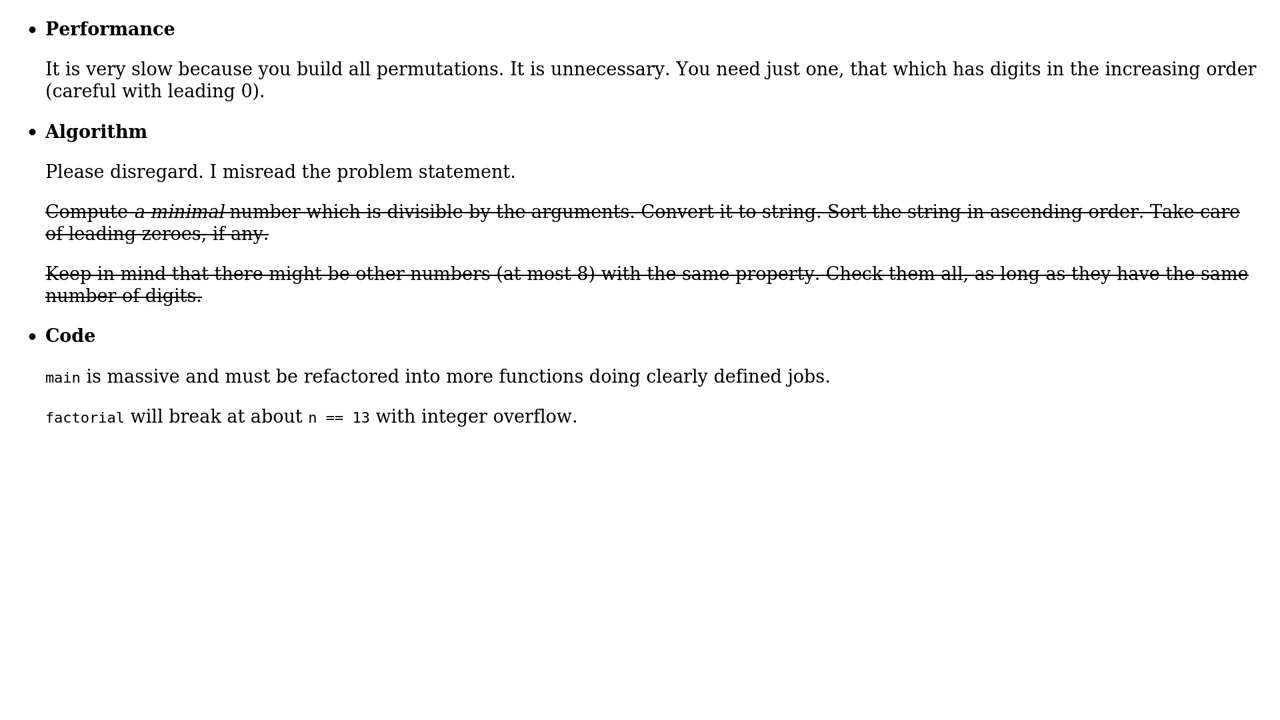 • Performance
It is very slow because you build all permutations. It is unnecessary. You need just one, that which has digits in the increasing order
(careful with leading 0).
• Algorithm
Please disregard. I misread the problem statement.
Compute a minimal number which is divisible by the arguments. Convert it to string. Sort the string in ascending order. Take care
of leading zeroes, if any.
Keep in mind that there might be other numbers (at most 8) with the same property. Check them all, as long as they have the same
number of digits.
• Code
main is massive and must be refactored into more functions doing clearly defined jobs.
factorial will break at about n == 13 with integer overflow.